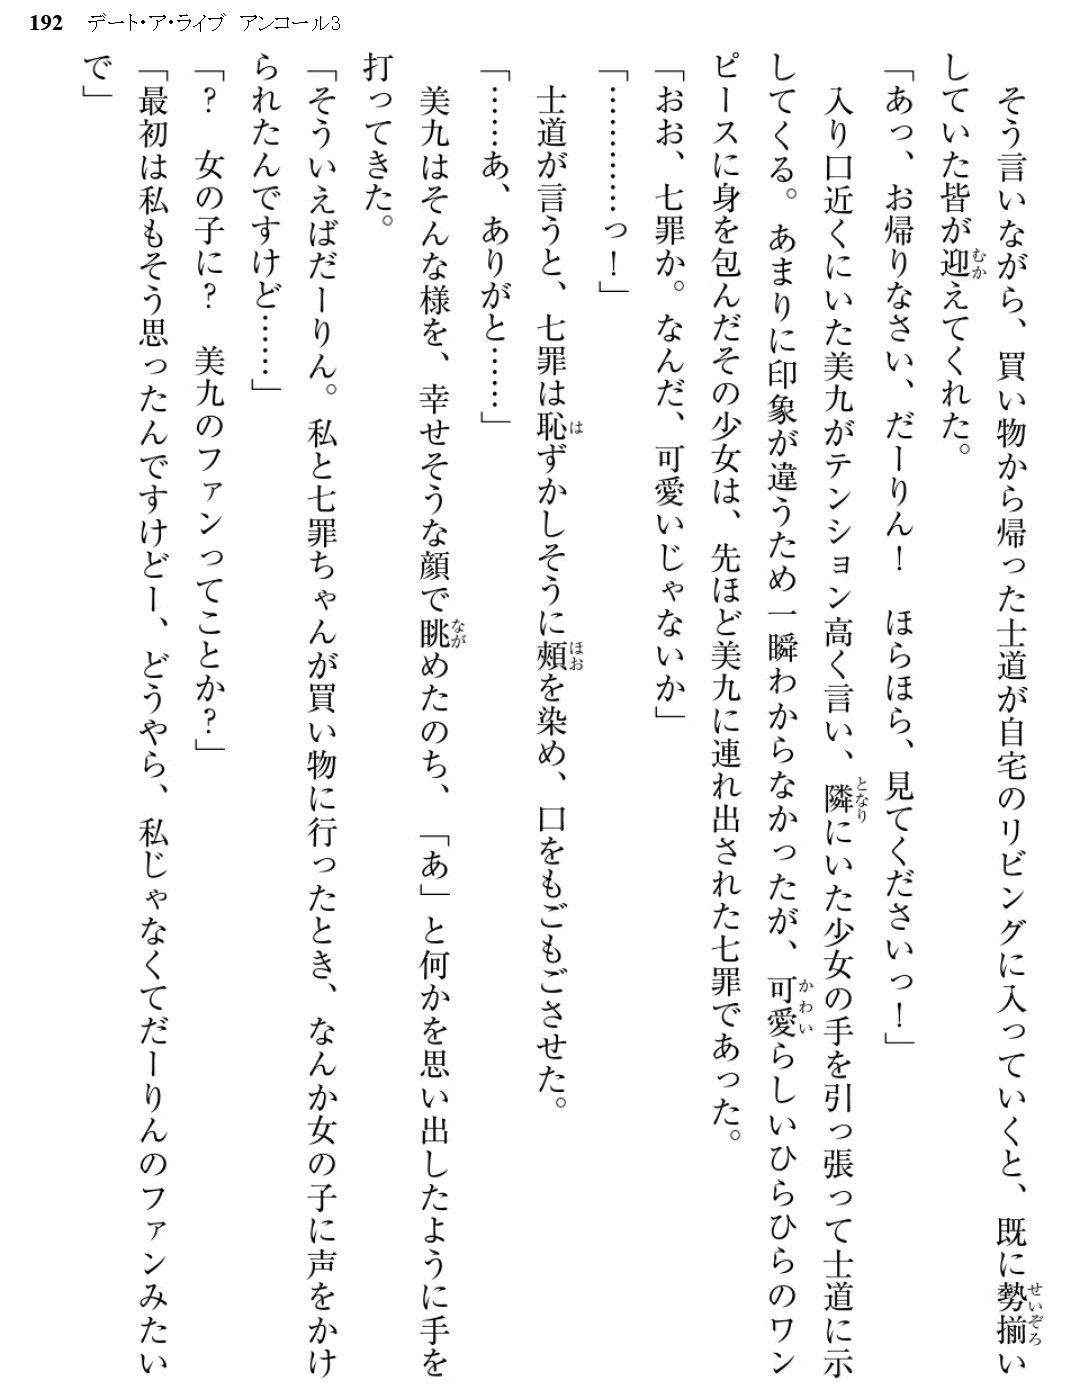 192 デート・ア・ライブ アンコール3
　そう言いながら、買い物から帰った士道が自宅のリビングに入っていくと、既に勢揃い
していた皆が迎えてくれた。
「あっ、お帰りなさい、だーりん！　ほらほら、見てくださいっ！」
　入り口近くにいた美九がテンション高く言い、隣にいた少女の手を引っ張って士道に示
してくる。あまりに印象が違うため一瞬わからなかったが、可愛らしいひらひらのワン
ピースに身を包んだその少女は、先ほど美九に連れ出された七罪であった。
「おお、七罪か。なんだ、可愛いじゃないか」
「…………っ！」
　士道が言うと、七罪は恥ずかしそうに頰を染め、口をもごもごさせた。
「……あ、ありがと……」
　美九はそんな様を、幸せそうな顔で眺めたのち、「あ」と何かを思い出したように手を
打ってきた。
「そういえばだーりん。私と七罪ちゃんが買い物に行ったとき、なんか女の子に声をかけ
られたんですけど……」
「？　女の子に？　美九のファンってことか？」
「最初は私もそう思ったんですけどー、どうやら、私じゃなくてだーりんのファンみたい
で」